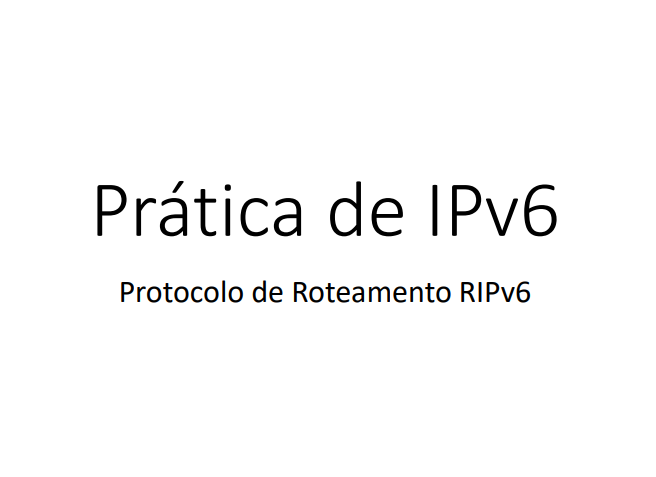 Prática de IPv6
Protocolo de Roteamento RIPv6